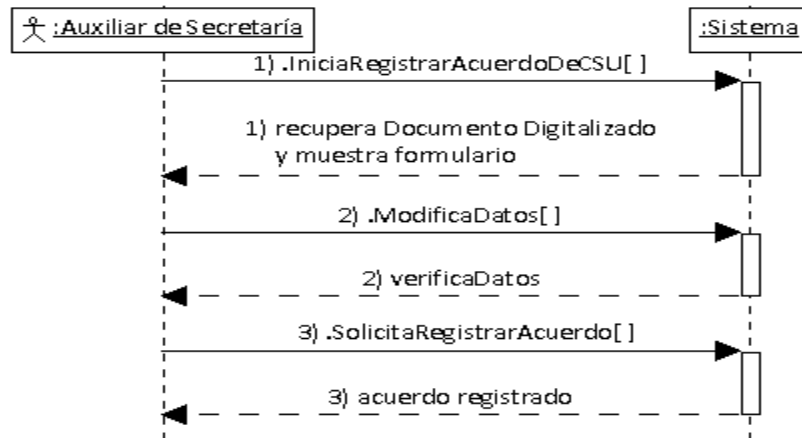 :Auxiliar de Secretaría
:Sistema
1) .IniciaRegistrarAcuerdoDeCSU[ ]
1) recupera Documento Digitalizado
y muestra formulario
2) .ModificaDatos[ ]
2) verificaDatos
3) .SolicitaRegistrarAcuerdo[ ]
3) acuerdo registrado